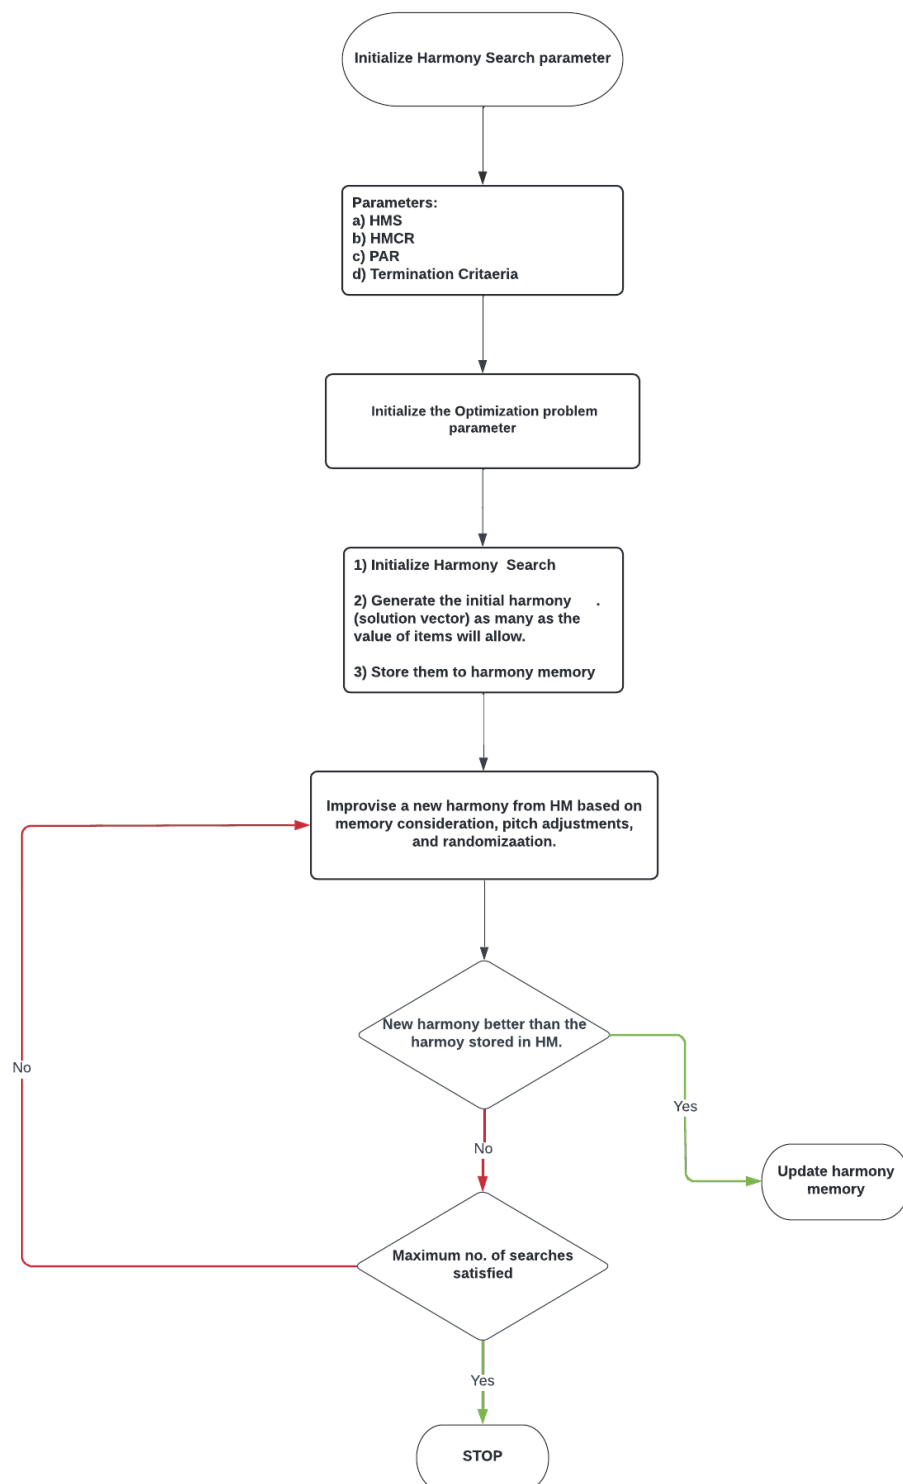 Initialize Harmony Search parameter
Parameters:
a) HMS
b) HMCR
c) PAR
d) Termination Critaeria
Initialize the Optimization problem
parameter
1) Initialize Harmony  Search
2) Generate the initial harmony      .
(solution vector) as many as the
value of items will allow.
3) Store them to harmony memory
Improvise a new harmony from HM based on
memory consideration, pitch adjustments,
and randomizaation.
New harmony better than the
harmoy stored in HM.
No
Yes
No
Update harmony
memory
Maximum no. of searches
satisfied
Yes
STOP